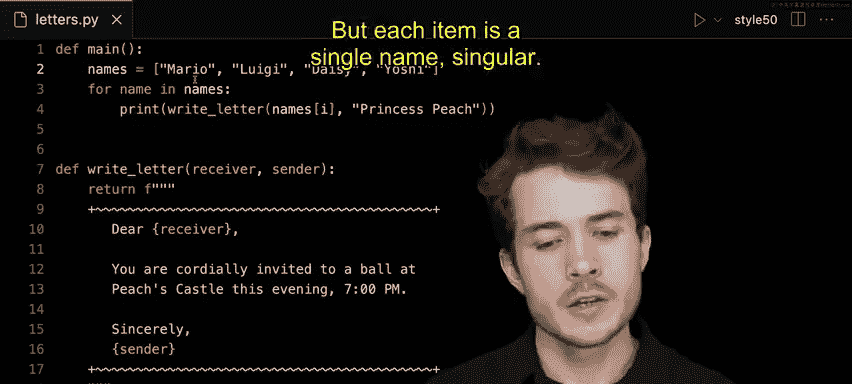 letters.py ×
But each item is a
single name, singular.
style50
1 def main():
2 names = ["Mario", "Luigi", "Daisy", "Yoshi"]
3 for name in names:
4 print(write_letter(names[i], "Princess Peach"))
5
6
7 def write_letter(receiver, sender):
8 return f"""
9 +~~~~~~~~~~~~~~~~~~~~~~~~~~~~~~~~~~~~~~~~~+
10 Dear {receiver},
11
12 You are cordially invited to a ball at
13 Peach's Castle this evening, 7:00 PM.
14
15 Sincerely,
16 {sender}
17 +~~~~~~~~~~~~~~~~~~~~~~~~~~~~~~~~~~~~~~~~~+